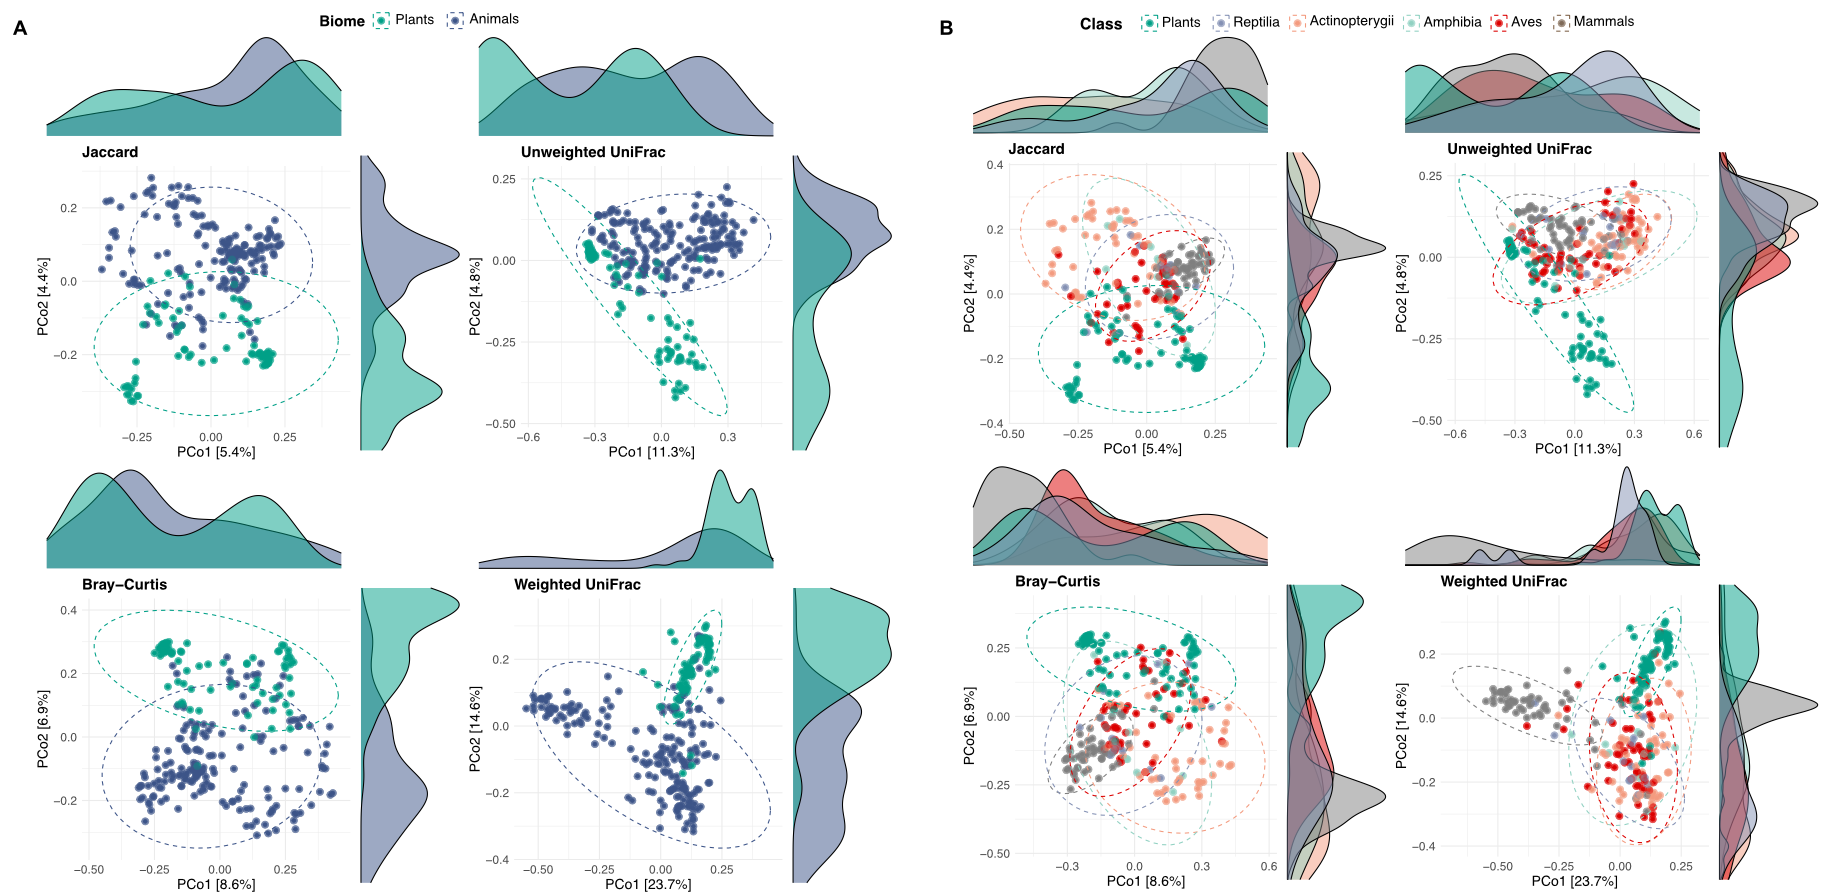 A
Biome Plants Animals
Jaccard
0.2
0.0
−0.2
PCo2 [4.4%]
−0.25 0.00 0.25
PCo1 [5.4%]
Unweighted UniFrac
0.25
0.00
−0.25
−0.50
PCo2 [4.8%]
−0.6 −0.3 0.0 0.3
PCo1 [11.3%]
Bray−Curtis
0.4
0.2
0.0
−0.2
PCo2 [6.9%]
−0.50 −0.25 0.00 0.25
PCo1 [8.6%]
Weighted UniFrac
0.2
0.0
−0.2
−0.4
PCo2 [14.6%]
−0.50 −0.25 0.00 0.25
PCo1 [23.7%]
B
Class Plants Reptilia Actinopterygii Amphibia Aves Mammals
Jaccard
0.4
0.2
0.0
−0.2
−0.4
PCo2 [4.4%]
−0.50 −0.25 0.00 0.25
PCo1 [5.4%]
Unweighted UniFrac
0.25
0.00
−0.25
−0.50
PCo2 [4.8%]
−0.6 −0.3 0.0 0.3 0.6
PCo1 [11.3%]
Bray−Curtis
0.25
0.00
−0.25
−0.50
PCo2 [6.9%]
−0.3 0.0 0.3 0.6
PCo1 [8.6%]
Weighted UniFrac
0.2
0.0
−0.2
−0.4
PCo2 [14.6%]
−0.50 −0.25 0.00 0.25
PCo1 [23.7%]